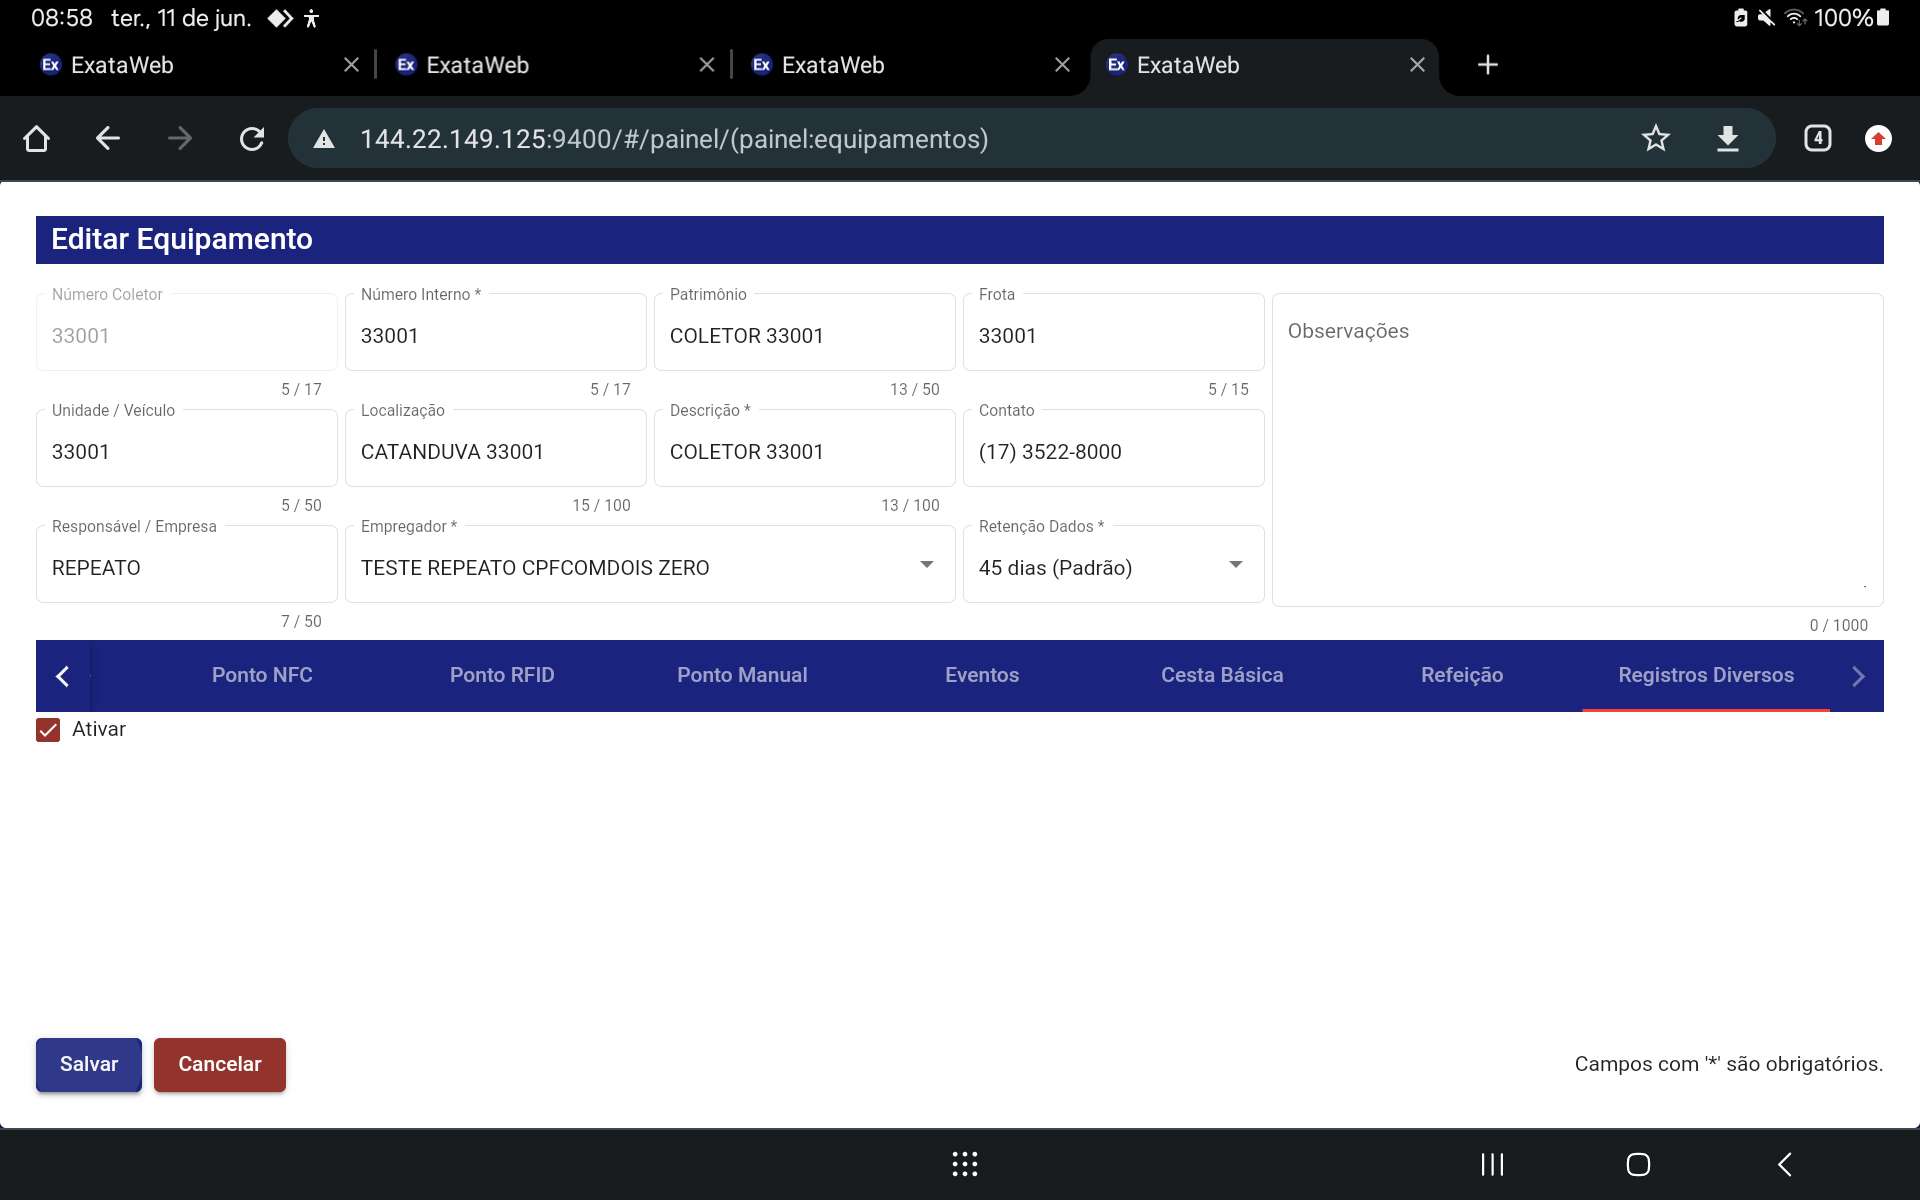 08:58 ter., 11 de jun. 100%
Ex ExataWeb Ex ExataWeb Ex ExataWeb Ex ExataWeb
144.22.149.125:9400/#/painel/(painel:equipamentos) 4
Editar Equipamento
Número Coletor Número Interno * Patrimônio Frota
33001 33001 COLETOR 33001 33001 Observações
5 / 17 5 / 17 13 / 50 5 / 15
Unidade / Veículo Localização Descrição * Contato
33001 CATANDUVA 33001 COLETOR 33001 (17) 3522-8000
5 / 50 15 / 100 13 / 100
Responsável / Empresa Empregador * Retenção Dados *
REPEATO TESTE REPEATO CPFCOMDOIS ZERO 45 dias (Padrão)
7 / 50 0 / 1000
Ponto NFC Ponto RFID Ponto Manual Eventos Cesta Básica Refeição Registros Diversos
Ativar
Salvar Cancelar Campos com '*' são obrigatórios.